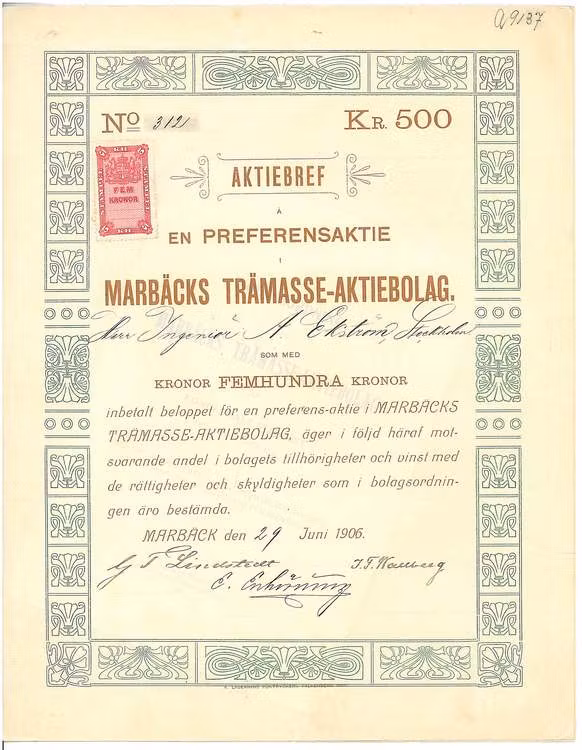 a9137
No 3121
KR. 500
FEM
KRONOR
AKTIEBREF
Å
EN PREFERENSAKTIE
I
MARBÄCKS TRÄMASSE-AKTIEBOLAG.
Herr Ingeniör A. Ekström, Stockholm
SOM MED
KRONOR FEMHUNDRA KRONOR
inbetalt beloppet för en preferens-aktie i MARBÄCKS
TRÄMASSE-AKTIEBOLAG, äger i följd häraf mot-
svarande andel i bolagets tillhörigheter och vinst med
de rättigheter och skyldigheter som i bolagsordnin-
gen äro bestämda.
MARBÄCK den 29 Juni 1906.
G F Lindstedt